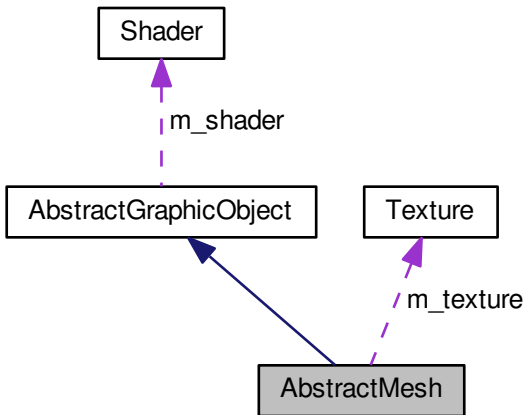 Shader
m_shader
AbstractGraphicObject
Texture
m_texture
AbstractMesh